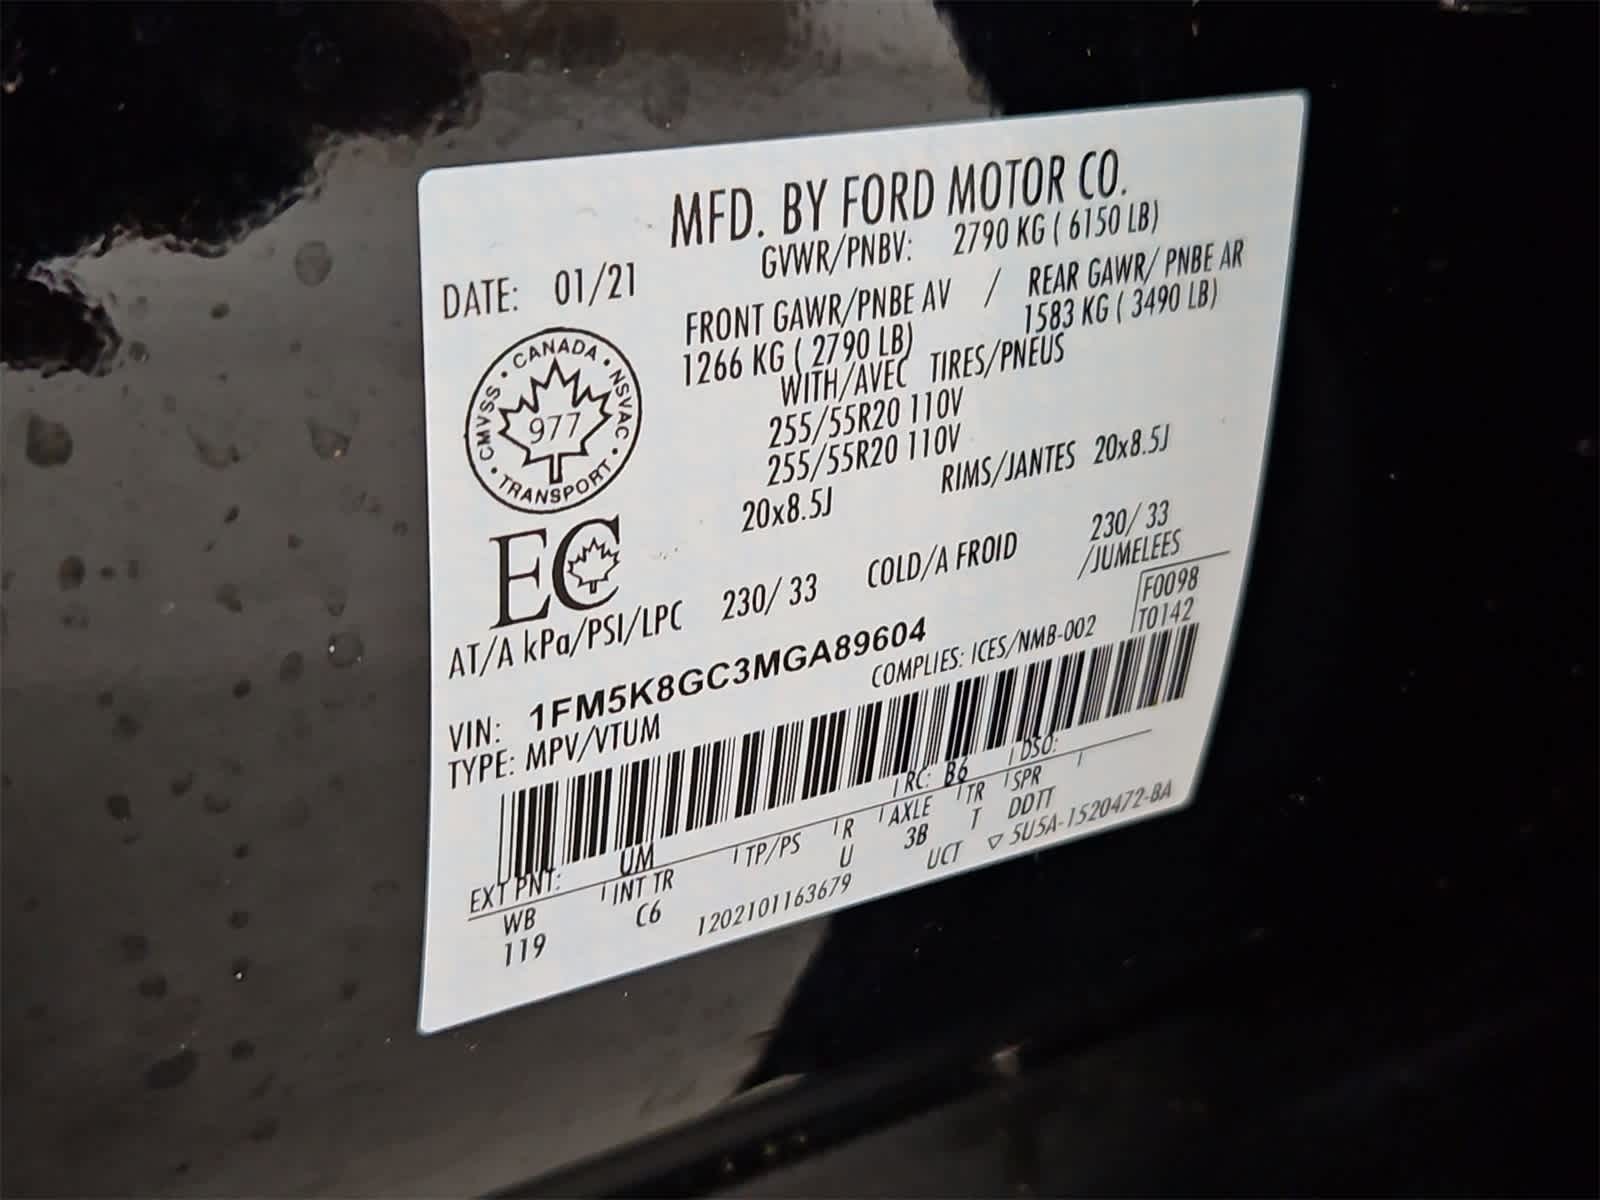 MFD. BY FORD MOTOR CO.
DATE: 01/21
GVWR/PNBV: 2790 KG ( 6150 LB)
FRONT GAWR/PNBE AV / REAR GAWR/ PNBE AR
1266 KG ( 2790 LB) 1583 KG ( 3490 LB)
WITH/AVEC TIRES/PNEUS
255/55R20 110V
255/55R20 110V
20x8.5J RIMS/JANTES 20x8.5J
CANADA
NSVAC
TRANSPORT
CMVSS
977
EC
AT/A kPa/PSI/LPC 230/ 33 COLD/A FROID 230/ 33
/JUMELEES
F0098
T0142
VIN: 1FM5K8GC3MGA89604
COMPLIES: ICES/NMB-002
TYPE: MPV/VTUM
EXT PNT: UM RC: B6 DSO:
WB INT TR TP/PS R AXLE TR SPR
119 C6 U 3B T DDTT
1202101163679 UCT ▽ 5U5A-1520472-BA